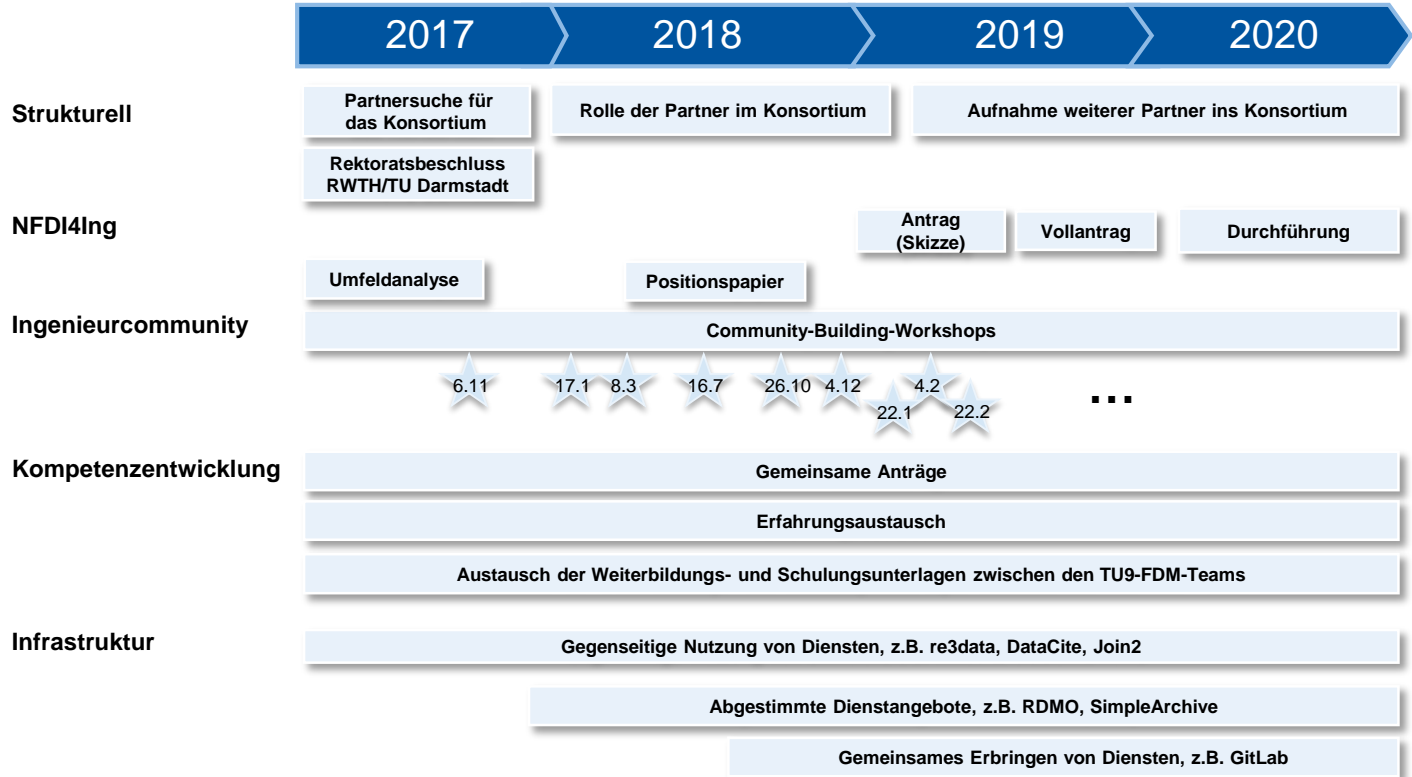 2017
2018
2019
2020
Strukturell
Partnersuche für
das Konsortium
Rolle der Partner im Konsortium
Aufnahme weiterer Partner ins Konsortium
Rektoratsbeschluss
RWTH/TU Darmstadt
NFDI4Ing
Antrag
(Skizze)
Vollantrag
Durchführung
Umfeldanalyse
Positionspapier
Ingenieurcommunity
Community-Building-Workshops
6.11
17.1
8.3
16.7
26.10
4.12
22.1
4.2
22.2
...
Kompetenzentwicklung
Gemeinsame Anträge
Erfahrungsaustausch
Austausch der Weiterbildungs- und Schulungsunterlagen zwischen den TU9-FDM-Teams
Infrastruktur
Gegenseitige Nutzung von Diensten, z.B. re3data, DataCite, Join2
Abgestimmte Dienstangebote, z.B. RDMO, SimpleArchive
Gemeinsames Erbringen von Diensten, z.B. GitLab